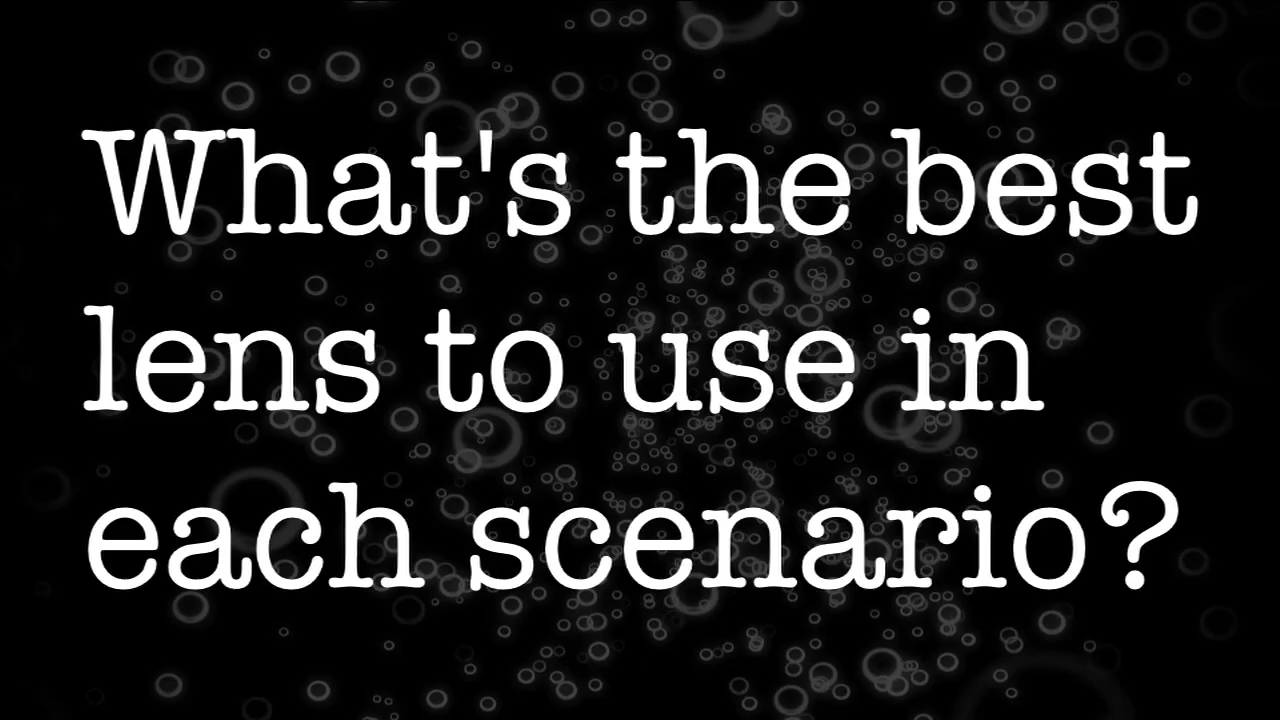 What's the best
lens to use in
each scenario?